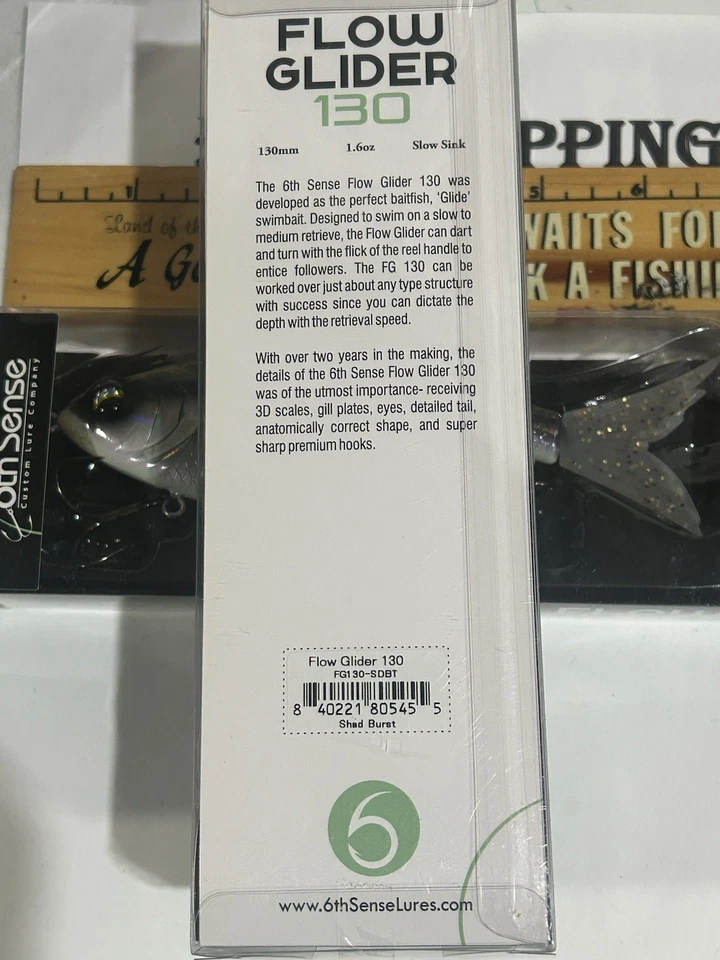 FLOW
GLIDER
130
130mm 1.6oz Slow Sink
The 6th Sense Flow Glider 130 was
developed as the perfect baitfish, 'Glide'
swimbait. Designed to swim on a slow to
medium retrieve, the Flow Glider can dart
and turn with the flick of the reel handle to
entice followers. The FG 130 can be
worked over just about any type structure
with success since you can dictate the
depth with the retrieval speed.
With over two years in the making, the
details of the 6th Sense Flow Glider 130
was of the utmost importance- receiving
3D scales, gill plates, eyes, detailed tail,
anatomically correct shape, and super
sharp premium hooks.
Flow Glider 130
FG130-SDBT
8 40221 80545 5
Shad Burst
6
www.6thSenseLures.com
6th Sense
Custom Lure Company
1
Land of
A
PPING
5 6
WAITS
K A